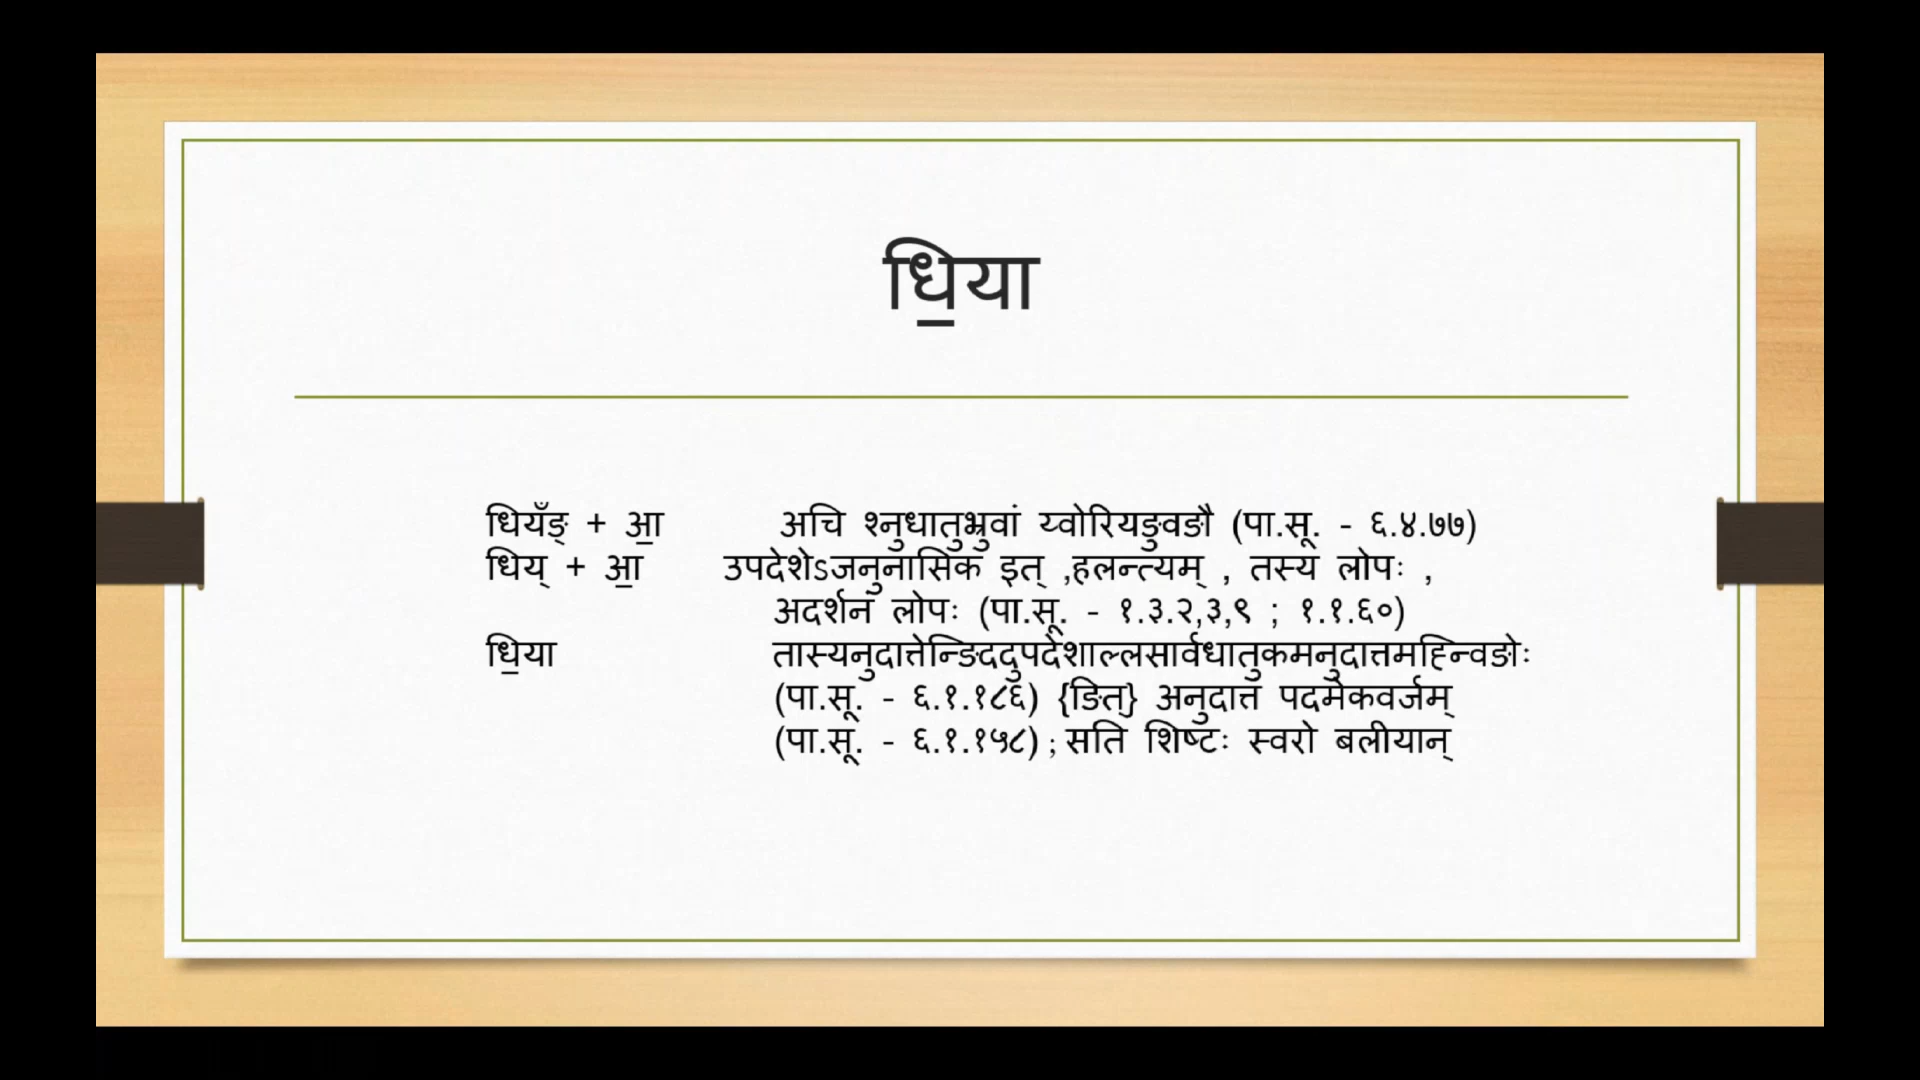 धि॒या
धियँङ् + आ॒ अचि श्नुधातुभ्रुवां य्वोरियङुवङौ (पा.सू. - ६.४.७७)
धिय् + आ॒ उपदेशेऽजनुनासिक इत् ,हलन्त्यम् , तस्य लोपः ,
अदर्शनं लोपः (पा.सू. - १.३.२,३,९ ; १.१.६०)
धि॒या तास्यनुदात्तेन्ङिददुपदेशाल्लसार्वधातुकमनुदात्तमह्न्विङोः
(पा.सू. - ६.१.१८६) {ङित्} अनुदात्तं पदमेकवर्जम्
(पा.सू. - ६.१.१५८) ; सति शिष्टः स्वरो बलीयान्